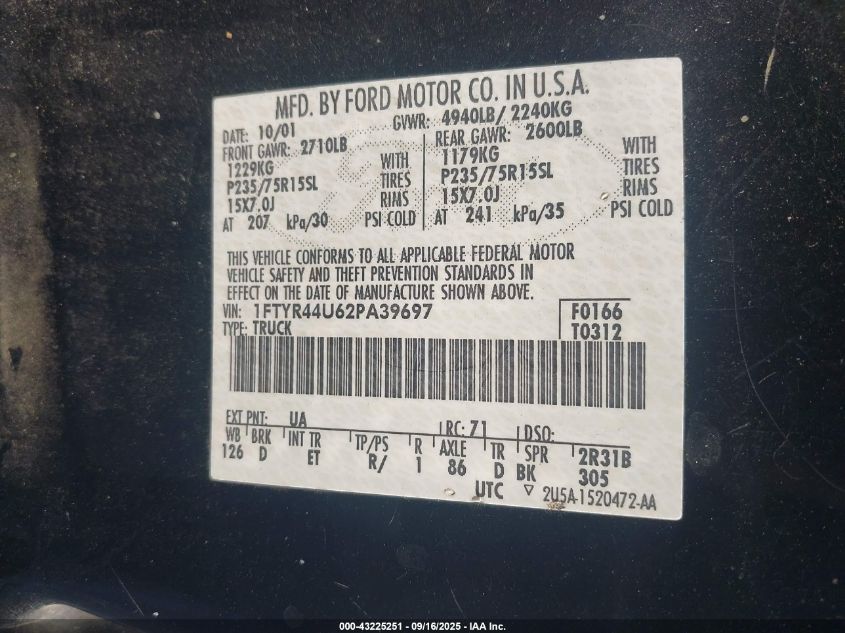 MFD. BY FORD MOTOR CO. IN U.S.A.
DATE: 10/01 GVWR: 4940LB/ 2240KG
FRONT GAWR: 2710LB REAR GAWR: 2600LB
1229KG WITH 1179KG WITH
P235/75R15SL TIRES P235/75R15SL TIRES
15X7.0J RIMS 15X7.0J RIMS
AT 207 kPa/30 PSI COLD AT 241 kPa/35 PSI COLD
THIS VEHICLE CONFORMS TO ALL APPLICABLE FEDERAL MOTOR
VEHICLE SAFETY AND THEFT PREVENTION STANDARDS IN
EFFECT ON THE DATE OF MANUFACTURE SHOWN ABOVE.
VIN: 1FTYR44U62PA39697 F0166
TYPE: TRUCK T0312
EXT PNT: UA RC: 71 DSO:
WB BRK INT TR TP/PS R AXLE TR SPR 2R31B
126 D ET R/ 1 86 D BK 305
UTC ▽ 2U5A-1520472-AA
000-43225251 - 09/16/2025 - IAA Inc.